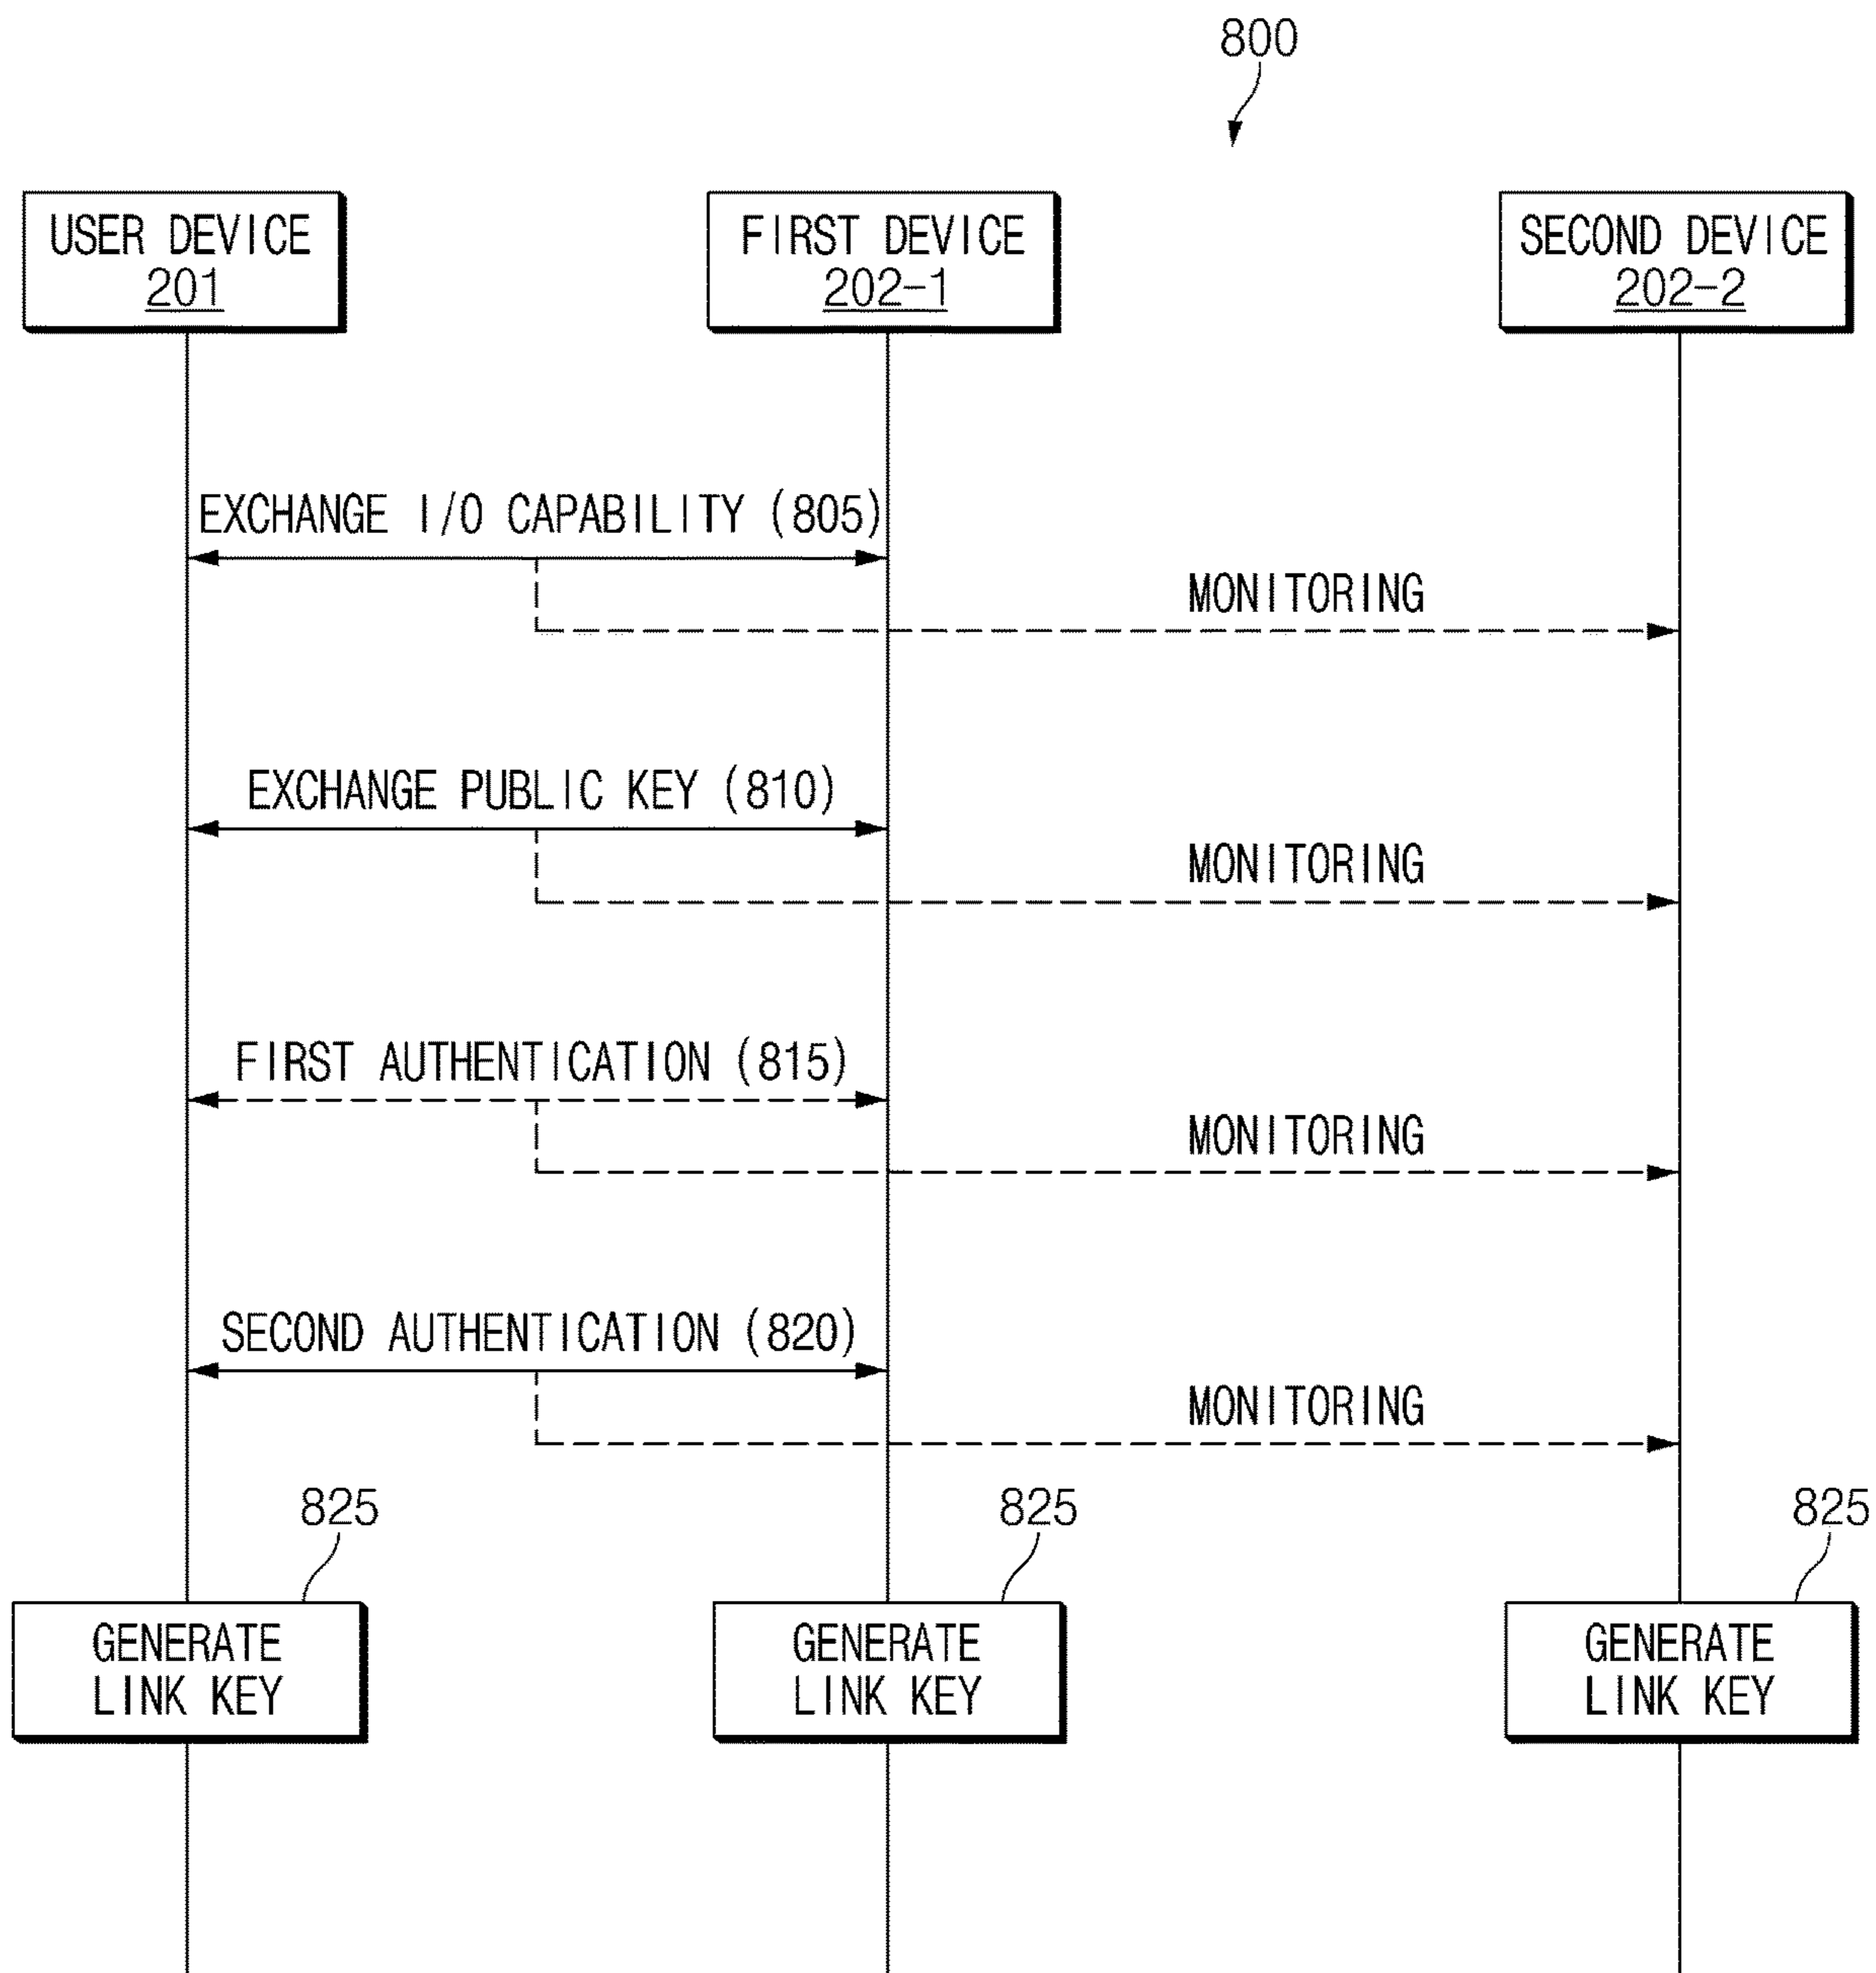 800
USER DEVICE
201
FIRST DEVICE
202-1
SECOND DEVICE
202-2
EXCHANGE I/O CAPABILITY (805)
MONITORING
EXCHANGE PUBLIC KEY (810)
MONITORING
FIRST AUTHENTICATION (815)
MONITORING
SECOND AUTHENTICATION (820)
MONITORING
825
825
825
GENERATE
LINK KEY
GENERATE
LINK KEY
GENERATE
LINK KEY